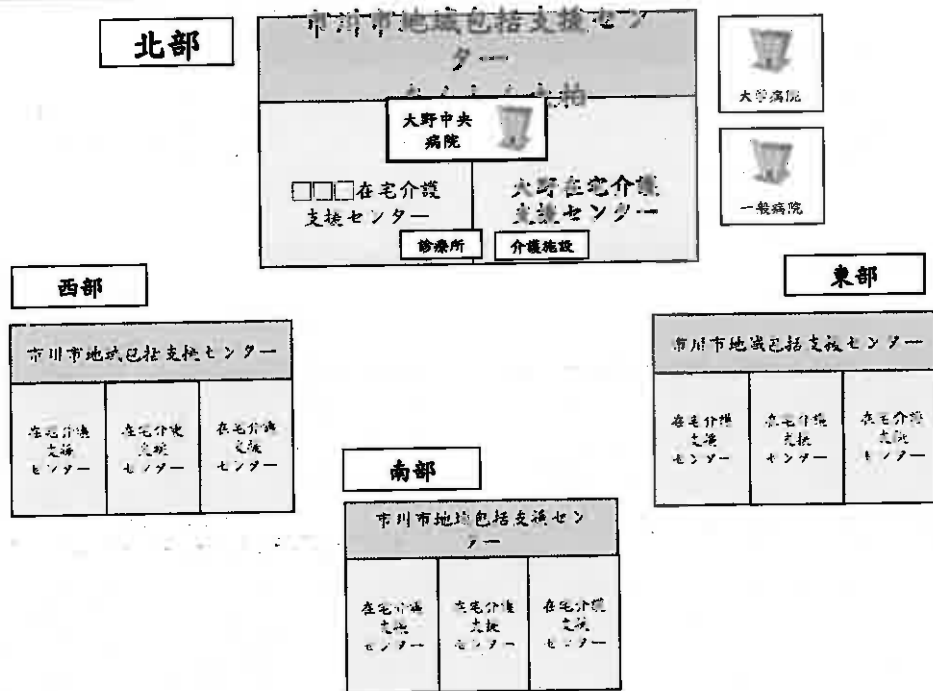 北部
市川市地域包括支援セン
ター
大学病院
大野中央
病院
□□□在宅介護
支援センター
大野在宅介護
支援センター
一般病院
診療所
介護施設
西部
東部
市川市地域包括支援センター
在宅介護
支援
センター
在宅介護
支援
センター
在宅介護
支援
センター
市川市地域包括支援センター
在宅介護
支援
センター
在宅介護
支援
センター
在宅介護
支援
センター
南部
市川市地域包括支援セン
ター
在宅介護
支援
センター
在宅介護
支援
センター
在宅介護
支援
センター